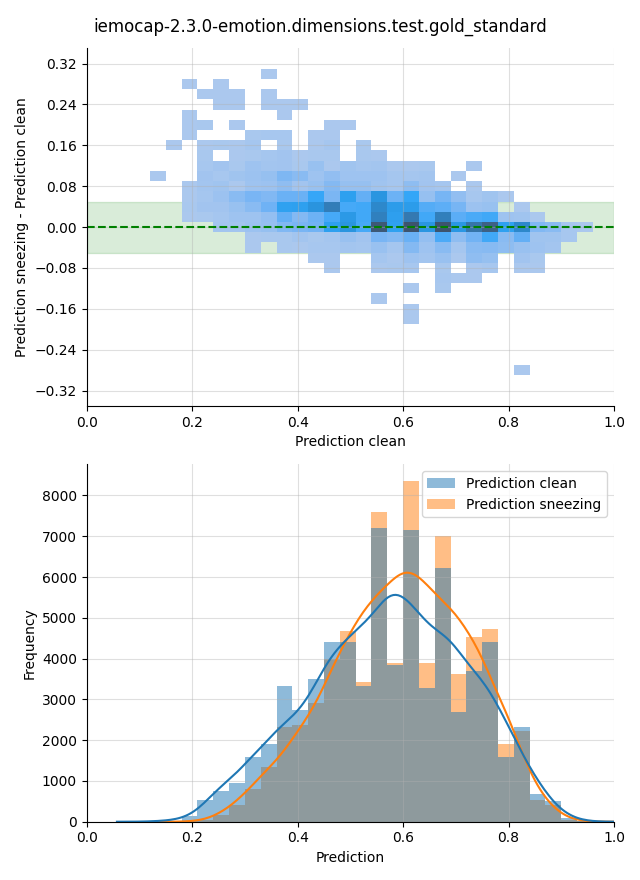 iemocap-2.3.0-emotion.dimensions.test.gold_standard
Prediction sneezing - Prediction clean
0.32
0.24
0.16
0.08
0.00
−0.08
−0.16
−0.24
−0.32
0.0 0.2 0.4 0.6 0.8 1.0
Prediction clean
Frequency
8000
7000
6000
5000
4000
3000
2000
1000
0
Prediction clean
Prediction sneezing
0.0 0.2 0.4 0.6 0.8 1.0
Prediction